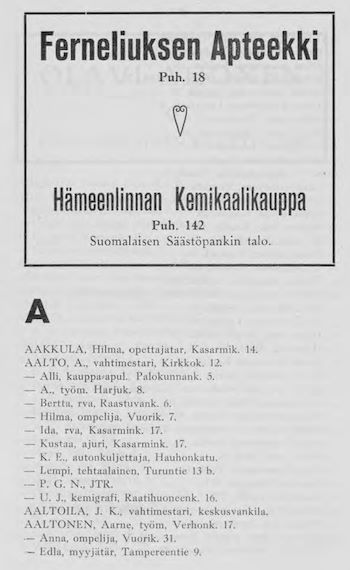 Ferneliuksen Apteekki
Puh. 18
Hämeenlinnan Kemikaalikauppa
Puh. 142
Suomalaisen Säästöpankin talo.
A
AAKKULA, Hilma, opettajatar, Kasarmik. 14.
AALTO, A., vahtimestari, Kirkkok. 12.
— Alli, kauppa-apul. Palokunnank. 5.
— A., työm. Harjuk. 8.
— Bertta, rva, Raastuvank. 6.
— Hilma, ompelija, Vuorik. 7.
— Ida, rva, Kasarmink. 17.
— Kustaa, ajuri, Kasarmink. 17.
— K. E., autonkuljettaja, Hauhonkatu.
— Lempi, tehtaalainen, Turuntie 13 b.
— P. G. N., JTR.
— U. J., kemigrafi, Raatihuoneenk. 16.
AALTOILA, J. K., vahtimestari, keskusvankila.
AALTONEN, Aarne, työm, Verhonk. 17.
— Anna, ompelija, Vuorik. 31.
— Edla, myyjätär, Tampereentie 9.